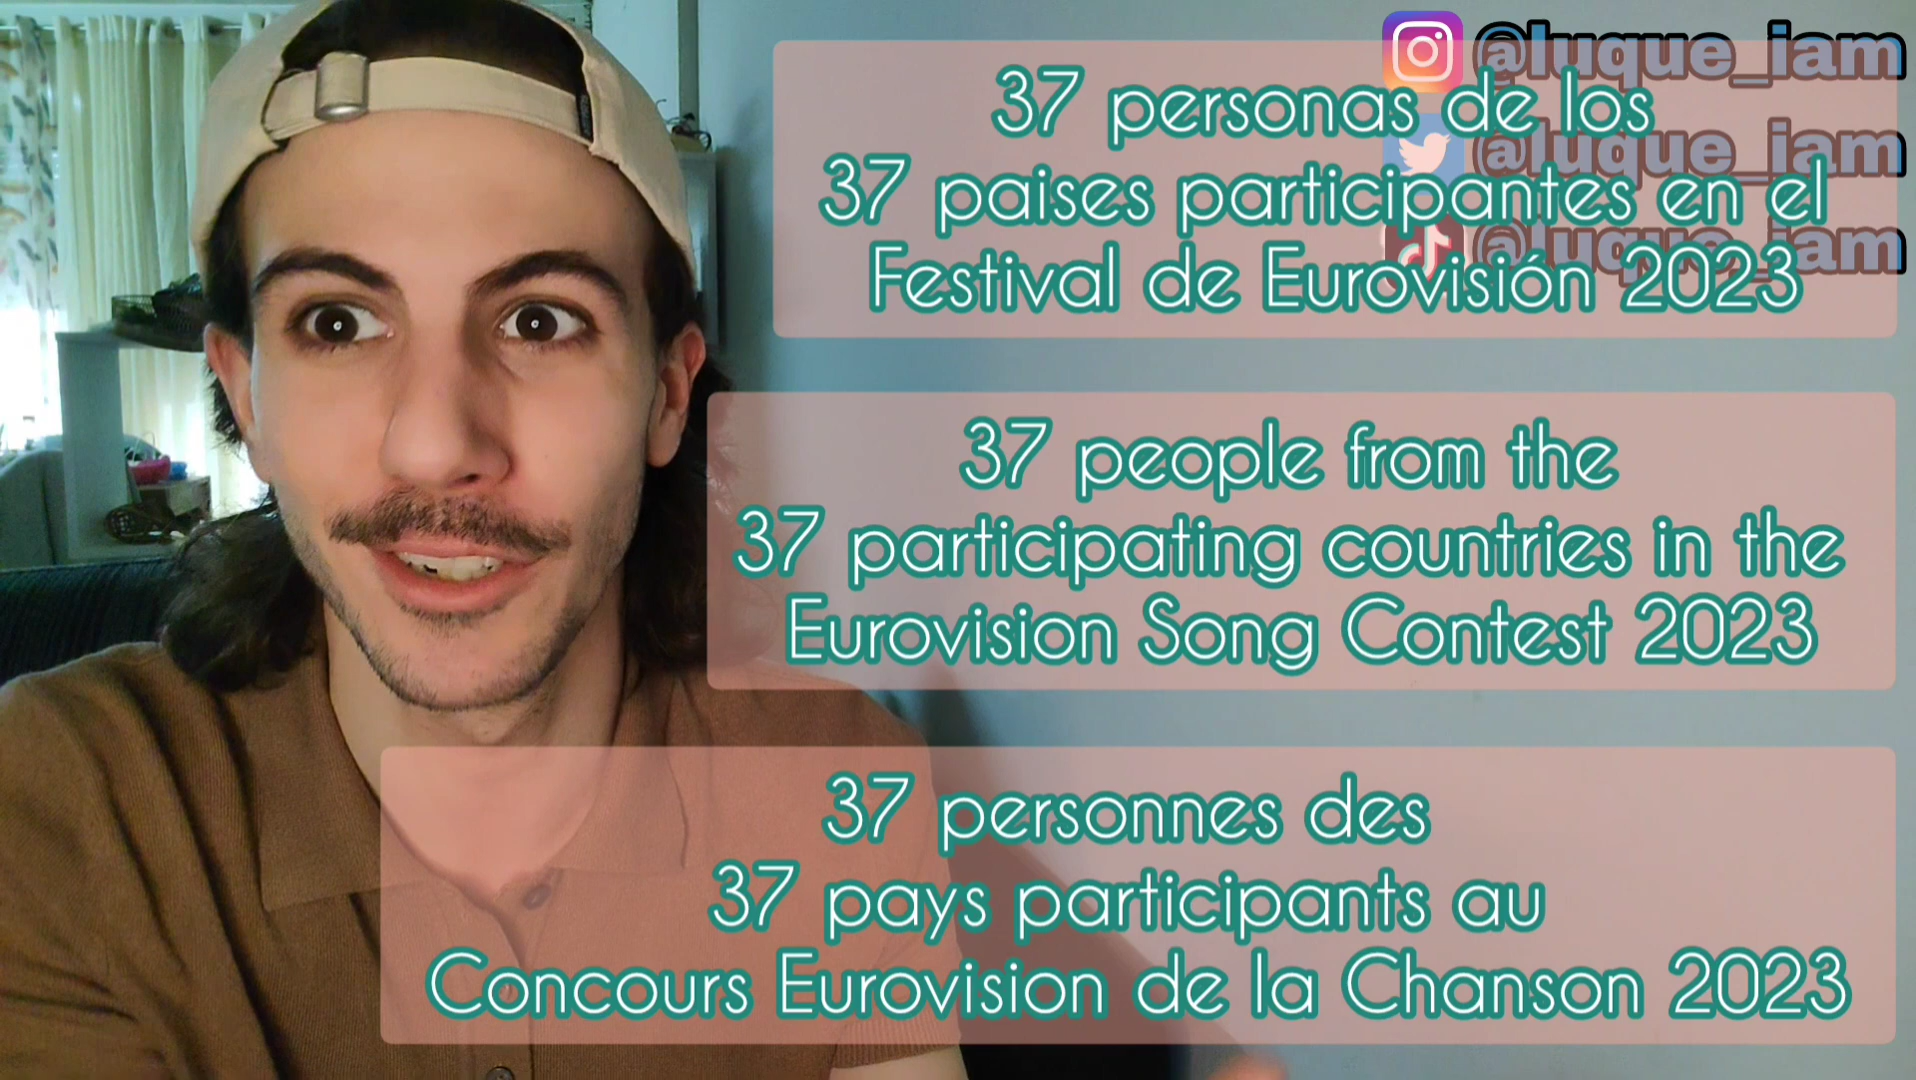 @luque_iam
@luque_iam
@luque_iam
37 personas de los
37 paises participantes en el
Festival de Eurovisión 2023
37 people from the
37 participating countries in the
Eurovision Song Contest 2023
37 personnes des
37 pays participants au
Concours Eurovision de la Chanson 2023